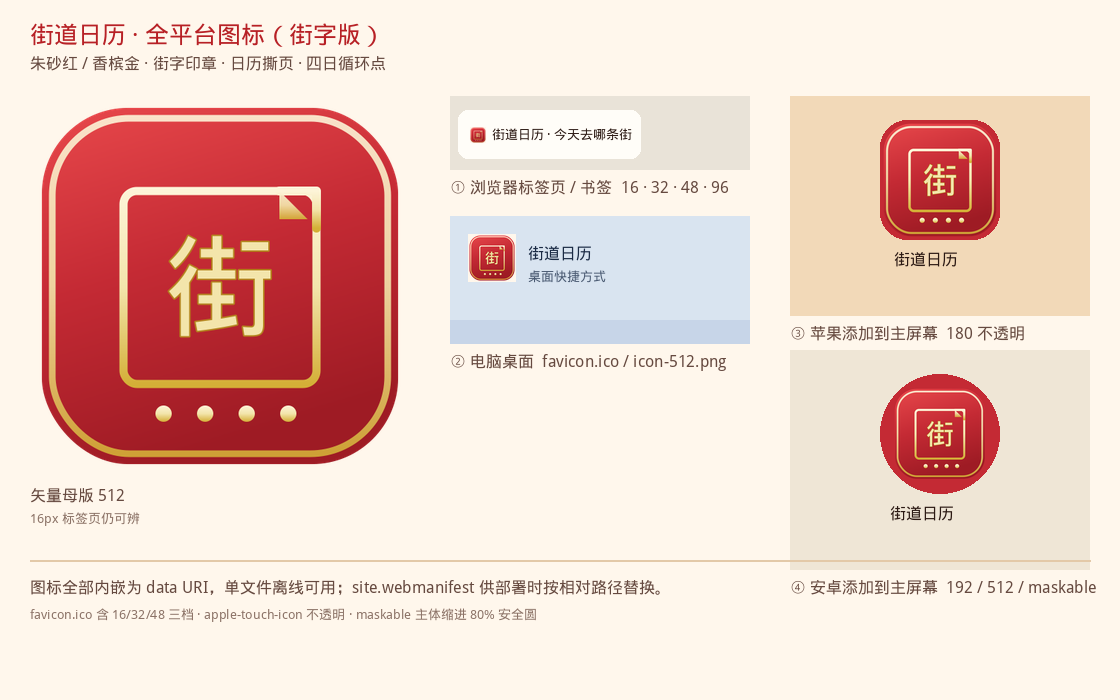 街道日历 · 全平台图标（街字版）
朱砂红 / 香槟金 · 街字印章 · 日历撕页 · 四日循环点
街
矢量母版 512
16px 标签页仍可辨
街道日历 · 今天去哪条街
① 浏览器标签页 / 书签 16 · 32 · 48 · 96
街
街道日历
桌面快捷方式
② 电脑桌面 favicon.ico / icon-512.png
街
街道日历
③ 苹果添加到主屏幕 180 不透明
街
街道日历
④ 安卓添加到主屏幕 192 / 512 / maskable
图标全部内嵌为 data URI，单文件离线可用；site.webmanifest 供部署时按相对路径替换。
favicon.ico 含 16/32/48 三档 · apple-touch-icon 不透明 · maskable 主体缩进 80% 安全圆